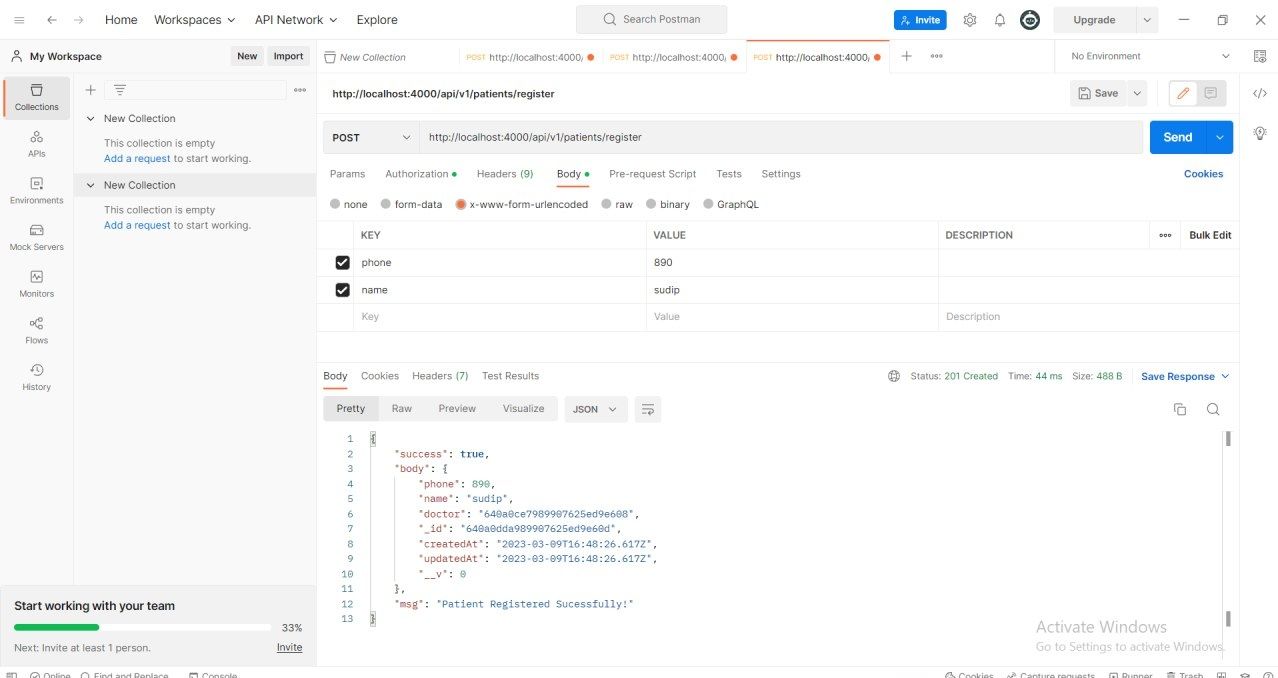 Home Workspaces API Network Explore Search Postman Invite Upgrade
My Workspace New Import
New Collection POST http://localhost:4000/ POST http://localhost:4000/ POST http://localhost:4000/ No Environment
Collections
APIs
Environments
Mock Servers
Monitors
Flows
History
New Collection
This collection is empty
Add a request to start working.
New Collection
This collection is empty
Add a request to start working.
http://localhost:4000/api/v1/patients/register Save
POST http://localhost:4000/api/v1/patients/register Send
Params Authorization Headers (9) Body Pre-request Script Tests Settings Cookies
none form-data x-www-form-urlencoded raw binary GraphQL
KEY VALUE DESCRIPTION Bulk Edit
phone 890
name sudip
Key Value Description
Body Cookies Headers (7) Test Results Status: 201 Created Time: 44 ms Size: 488 B Save Response
Pretty Raw Preview Visualize JSON
1 {
2 "success": true,
3 "body": {
4 "phone": 890,
5 "name": "sudip",
6 "doctor": "640a0ce7989907625ed9e608",
7 "_id": "640a0dda989907625ed9e60d",
8 "createdAt": "2023-03-09T16:48:26.617Z",
9 "updatedAt": "2023-03-09T16:48:26.617Z",
10 "__v": 0
11 },
12 "msg": "Patient Registered Sucessfully!"
13 }
Start working with your team
33%
Next: Invite at least 1 person. Invite
Activate Windows
Go to Settings to activate Windows.
Online Find and Replace Console Cookies Capture requests Runner Trash